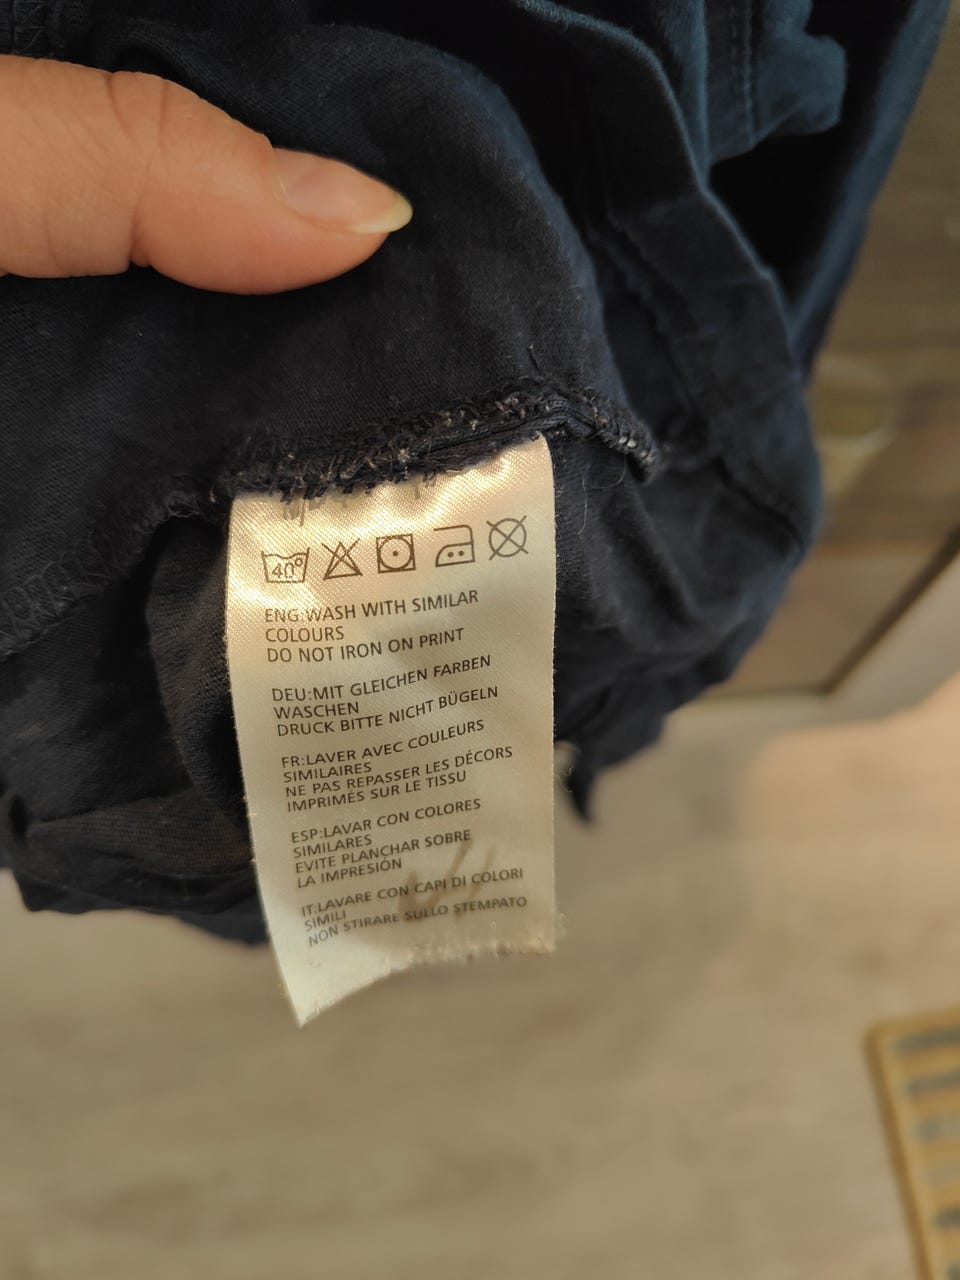 40°
ENG:WASH WITH SIMILAR
COLOURS
DO NOT IRON ON PRINT
DEU:MIT GLEICHEN FARBEN
WASCHEN
DRUCK BITTE NICHT BÜGELN
FR:LAVER AVEC COULEURS
SIMILAIRES
NE PAS REPASSER LES DÉCORS
IMPRIMÉS SUR LE TISSU
ESP:LAVAR CON COLORES
SIMILARES
EVITE PLANCHAR SOBRE
LA IMPRESIÓN
IT:LAVARE CON CAPI DI COLORI
SIMILI
NON STIRARE SULLO STEMPATO